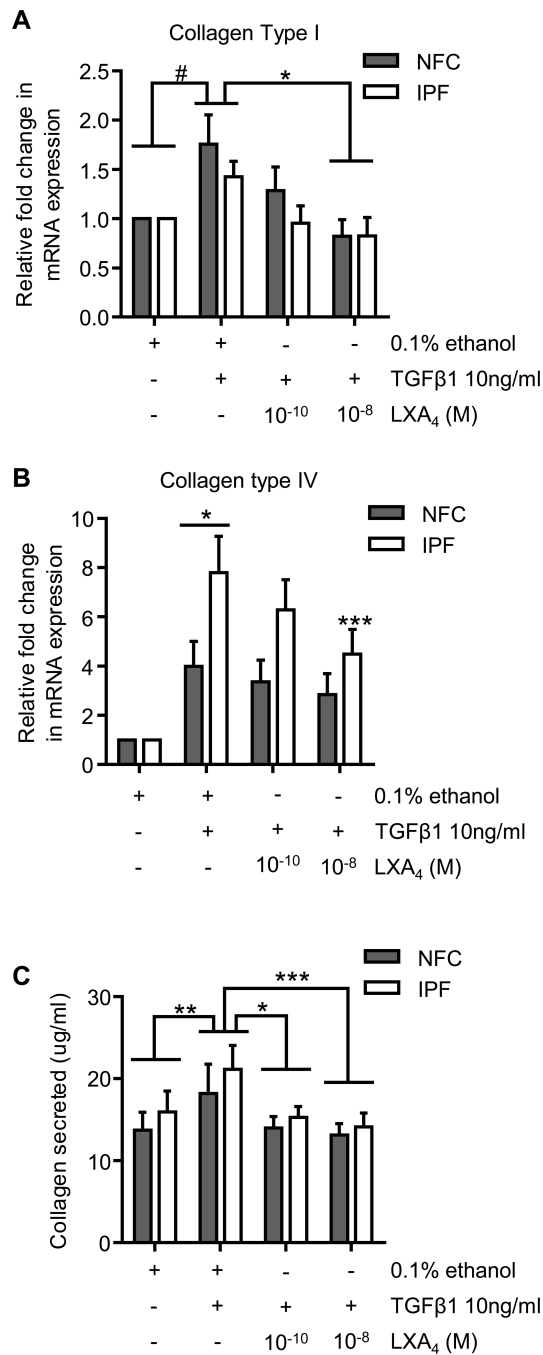 A
Collagen Type I
NFC
IPF
Relative fold change in
mRNA expression
2.5
2.0
1.5
1.0
0.5
0.0
# *
+ + - - 0.1% ethanol
- + + + TGFβ1 10ng/ml
- - 10⁻¹⁰ 10⁻⁸ LXA₄ (M)
B
Collagen type IV
NFC
IPF
Relative fold change
in mRNA expression
10
8
6
4
2
0
*
***
+ + - - 0.1% ethanol
- + + + TGFβ1 10ng/ml
- - 10⁻¹⁰ 10⁻⁸ LXA₄ (M)
C
NFC
IPF
Collagen secreted (ug/ml)
30
20
10
0
***
** *
+ + - - 0.1% ethanol
- + + + TGFβ1 10ng/ml
- - 10⁻¹⁰ 10⁻⁸ LXA₄ (M)